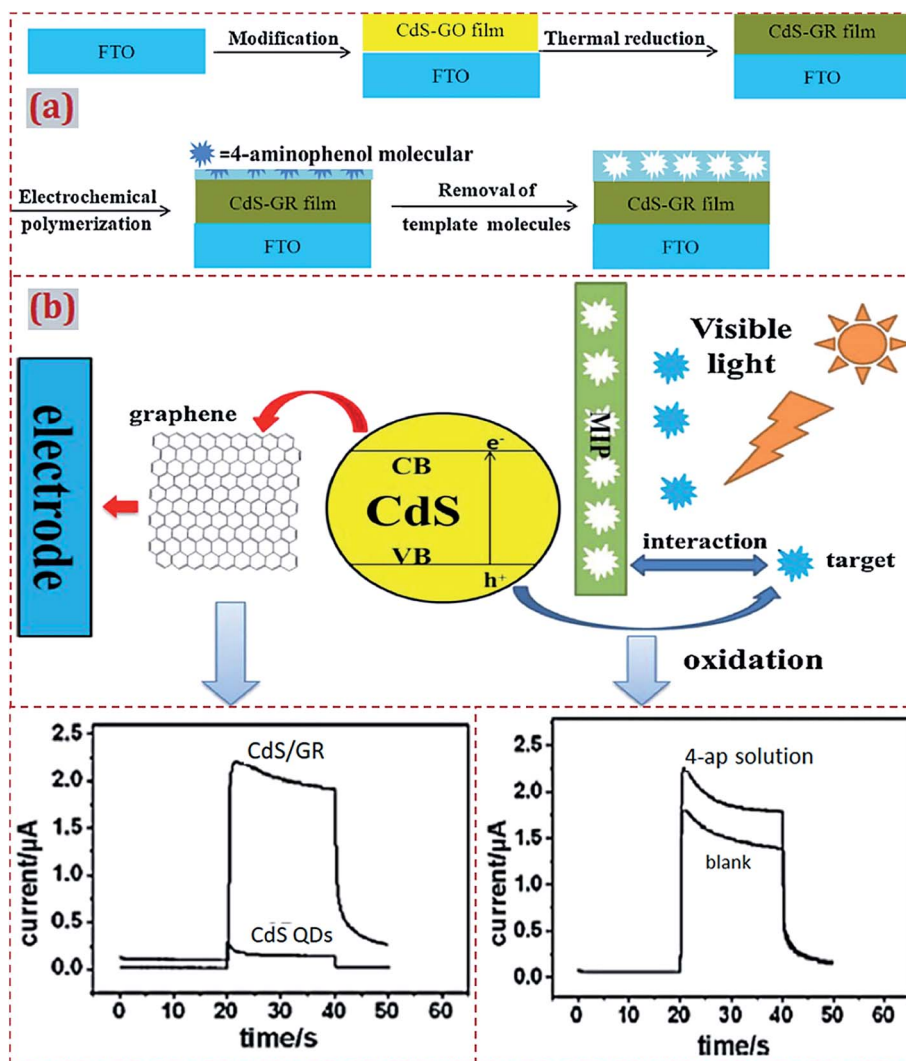 FTO
Modification
CdS-GO film
FTO
Thermal reduction
CdS-GR film
FTO
(a)
Electrochemical
polymerization
=4-aminophenol molecular
CdS-GR film
FTO
Removal of
template molecules
CdS-GR film
FTO
(b)
electrode
graphene
CB
e-
CdS
VB
h+
MIP
Visible
light
interaction
target
oxidation
current/μA
2.5
2.0
1.5
1.0
0.5
0.0
CdS/GR
CdS QDs
0 10 20 30 40 50
time/s
current/μA
2.5
2.0
1.5
1.0
0.5
0.0
4-ap solution
blank
0 10 20 30 40 50
time/s